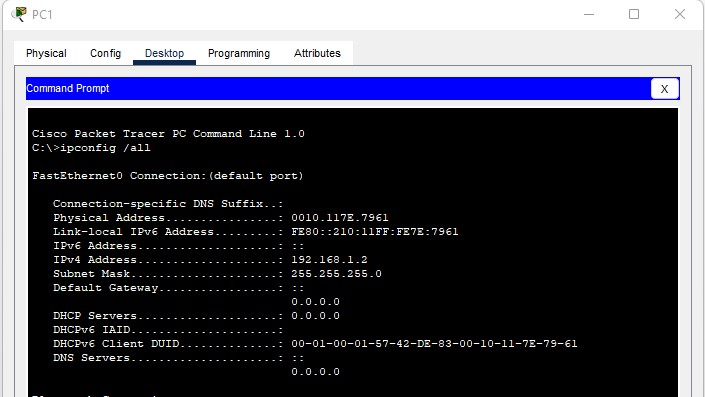 PC1
Physical Config Desktop Programming Attributes
Command Prompt X
Cisco Packet Tracer PC Command Line 1.0
C:\>ipconfig /all
FastEthernet0 Connection:(default port)
Connection-specific DNS Suffix..:
Physical Address................: 0010.117E.7961
Link-local IPv6 Address.........: FE80::210:11FF:FE7E:7961
IPv6 Address....................: ::
IPv4 Address....................: 192.168.1.2
Subnet Mask.....................: 255.255.255.0
Default Gateway.................: ::
0.0.0.0
DHCP Servers....................: 0.0.0.0
DHCPv6 IAID.....................:
DHCPv6 Client DUID..............: 00-01-00-01-57-42-DE-83-00-10-11-7E-79-61
DNS Servers.....................: ::
0.0.0.0